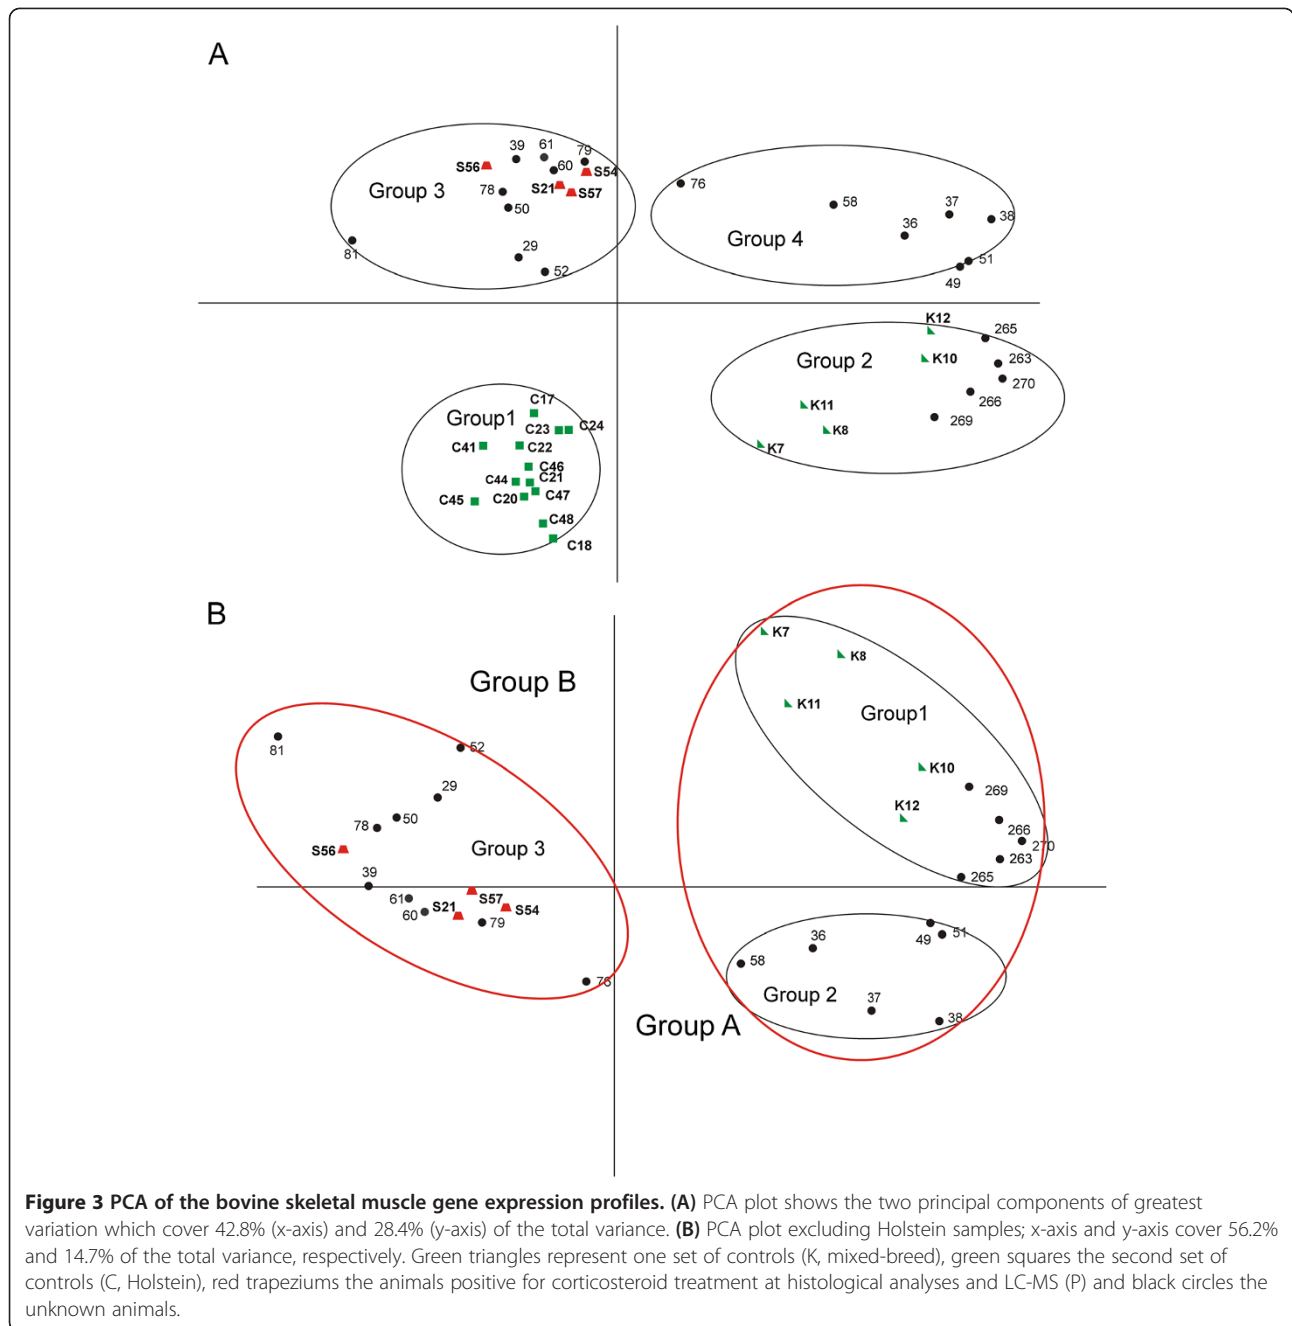 A
39
61
79
S56
60
S54
Group 3
78
S21
S57
50
81
29
52
76
58
37
36
38
Group 4
51
49
K12
265
Group 2
K10
263
270
K11
266
269
K8
K7
C17
Group1
C23
C24
C41
C22
C46
C44
C21
C45
C20
C47
C48
C18
B
K7
K8
Group B
K11
Group1
52
81
K10
29
269
50
K12
78
266
Group 3
270
S56
263
39
265
61
S57
S21
S54
60
79
36
49
51
58
76
Group 2
37
38
Group A
Figure 3 PCA of the bovine skeletal muscle gene expression profiles. (A) PCA plot shows the two principal components of greatest
variation which cover 42.8% (x-axis) and 28.4% (y-axis) of the total variance. (B) PCA plot excluding Holstein samples; x-axis and y-axis cover 56.2%
and 14.7% of the total variance, respectively. Green triangles represent one set of controls (K, mixed-breed), green squares the second set of
controls (C, Holstein), red trapeziums the animals positive for corticosteroid treatment at histological analyses and LC-MS (P) and black circles the
unknown animals.